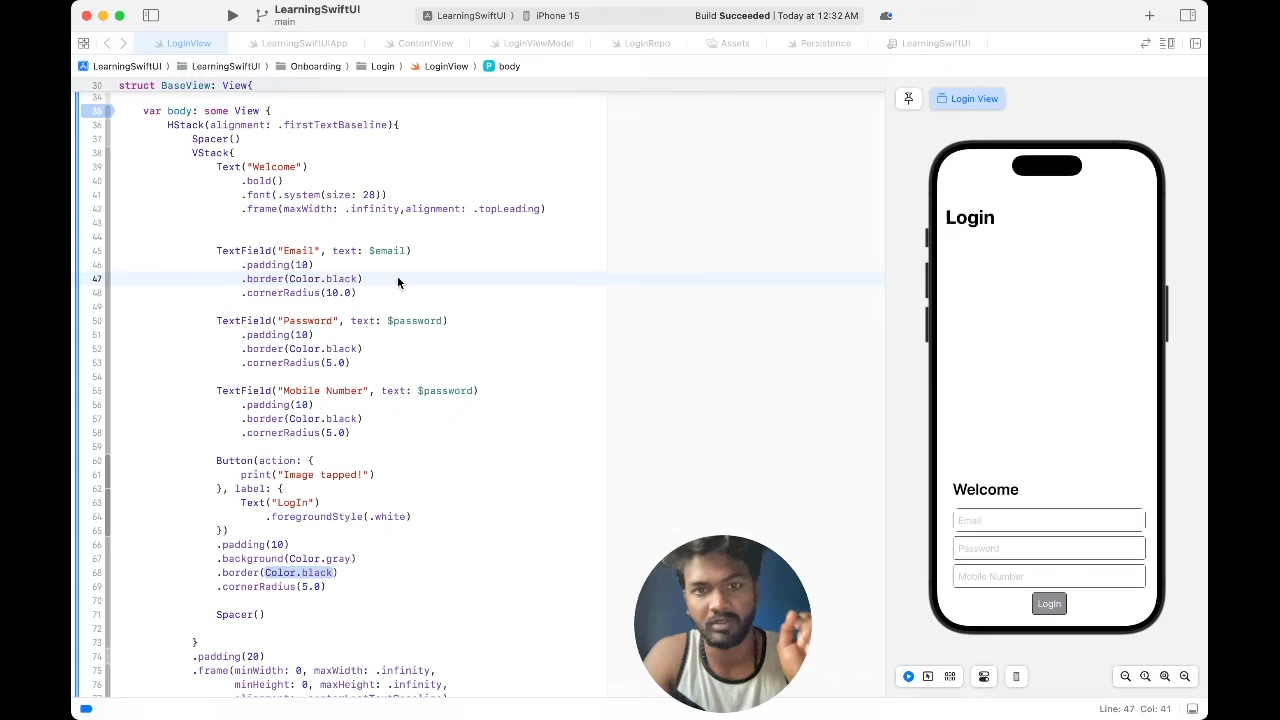 LearningSwiftUI
main
LearningSwiftUI 〉 iPhone 15
Build Succeeded | Today at 12:32 AM
LoginView
LearningSwiftUIApp
ContentView
LoginViewModel
LoginRepo
Assets
Persistence
LearningSwiftUI
LearningSwiftUI 〉 LearningSwiftUI 〉 Onboarding 〉 Login 〉 LoginView 〉 P body
30 struct BaseView: View{
34
35 var body: some View {
36 HStack(alignment: .firstTextBaseline){
37 Spacer()
38 VStack{
39 Text("Welcome")
40 .bold()
41 .font(.system(size: 28))
42 .frame(maxWidth: .infinity,alignment: .topLeading)
43
44
45 TextField("Email", text: $email)
46 .padding(10)
47 .border(Color.black)
48 .cornerRadius(10.0)
49
50 TextField("Password", text: $password)
51 .padding(10)
52 .border(Color.black)
53 .cornerRadius(5.0)
54
55 TextField("Mobile Number", text: $password)
56 .padding(10)
57 .border(Color.black)
58 .cornerRadius(5.0)
59
60 Button(action: {
61 print("Image tapped!")
62 }, label: {
63 Text("LogIn")
64 .foregroundStyle(.white)
65 })
66 .padding(10)
67 .background(Color.gray)
68 .border(Color.black)
69 .cornerRadius(5.0)
70
71 Spacer()
72
73 }
74 .padding(20)
75 .frame(minWidth: 0, maxWidth: .infinity,
76 minHeight: 0, maxHeight: .infinity,
Login View
Login
Welcome
Email
Password
Mobile Number
LogIn
Line: 47 Col: 41